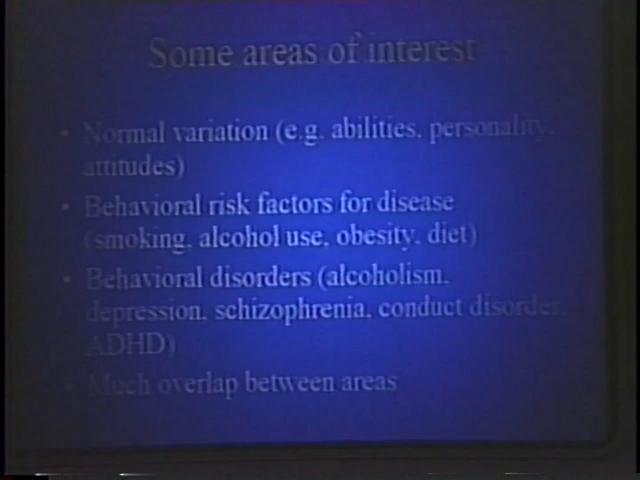 Some areas of interest
• Normal variation (e.g. abilities, personality,
attitudes)
• Behavioral risk factors for disease
(smoking, alcohol use, obesity, diet)
• Behavioral disorders (alcoholism,
depression, schizophrenia, conduct disorder,
ADHD)
• Much overlap between areas